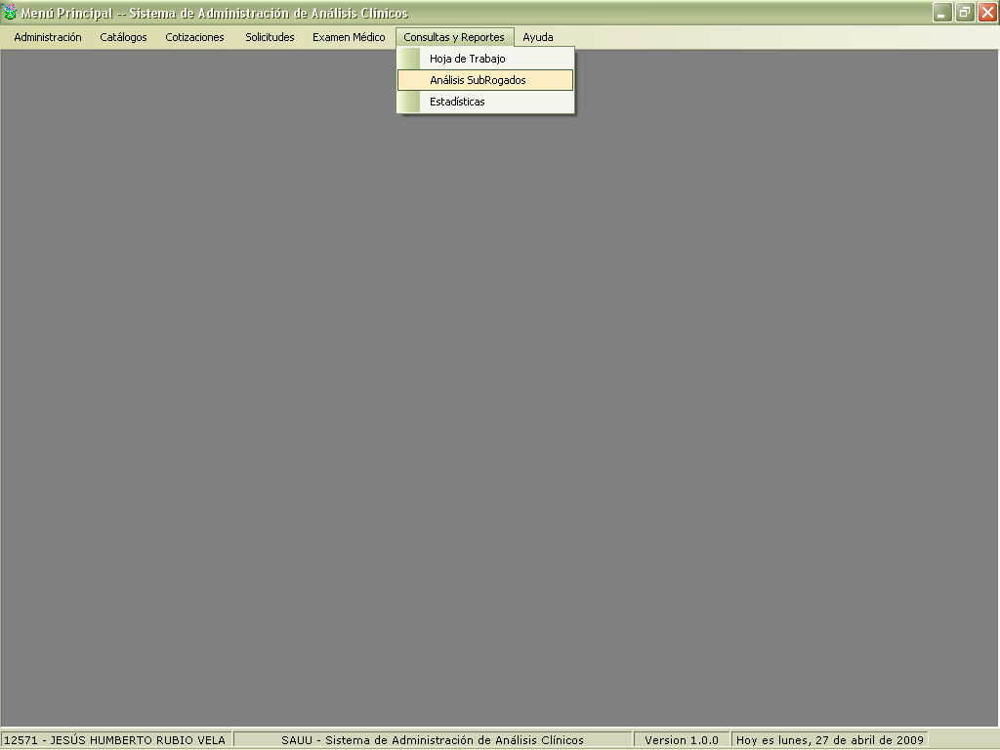 Menú Principal -- Sistema de Administración de Análisis Clínicos
Administración Catálogos Cotizaciones Solicitudes Examen Médico Consultas y Reportes Ayuda
Hoja de Trabajo
Análisis SubRogados
Estadísticas
12571 - JESÚS HUMBERTO RUBIO VELA SAUU - Sistema de Administración de Análisis Clínicos Version 1.0.0 Hoy es lunes, 27 de abril de 2009